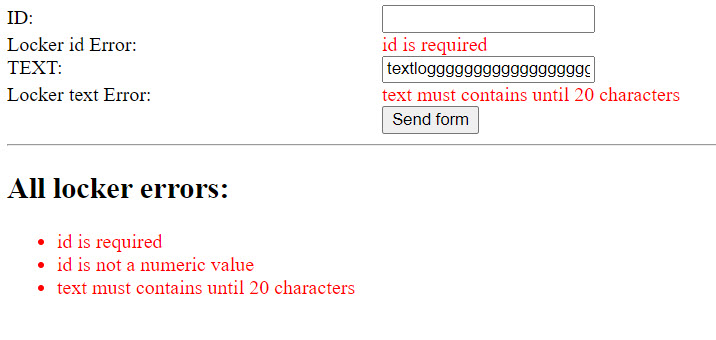 ID:
Locker id Error: id is required
TEXT: textloggggggggggggggggg
Locker text Error: text must contains until 20 characters
Send form
All locker errors:
id is required
id is not a numeric value
text must contains until 20 characters